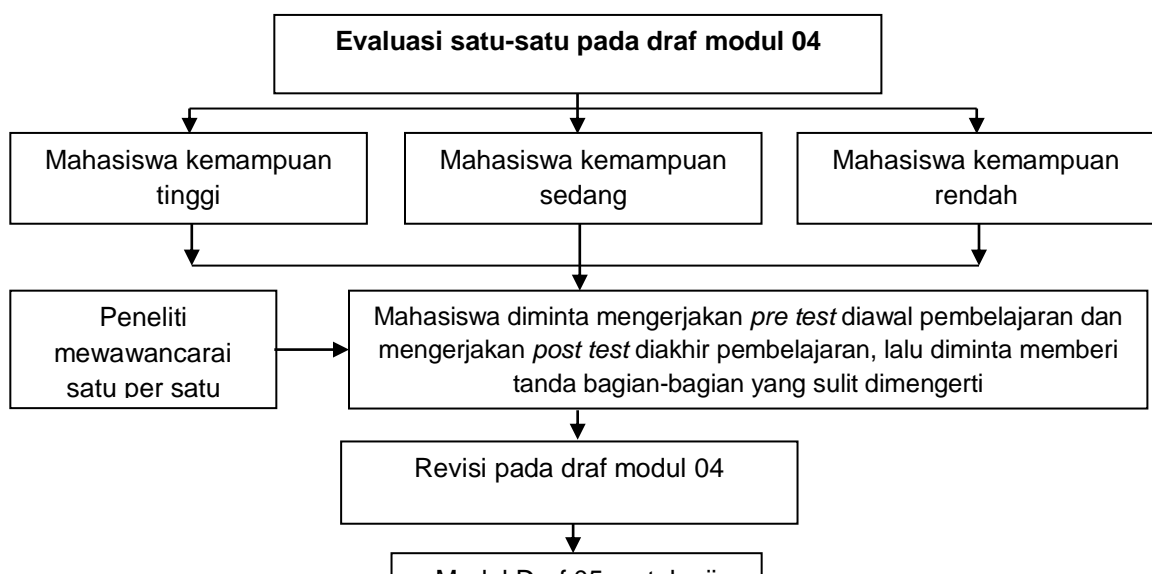 Evaluasi satu-satu pada draf modul 04
Mahasiswa kemampuan
tinggi
Mahasiswa kemampuan
sedang
Mahasiswa kemampuan
rendah
Peneliti
mewawancarai
satu per satu
Mahasiswa diminta mengerjakan pre test diawal pembelajaran dan
mengerjakan post test diakhir pembelajaran, lalu diminta memberi
tanda bagian-bagian yang sulit dimengerti
Revisi pada draf modul 04
05